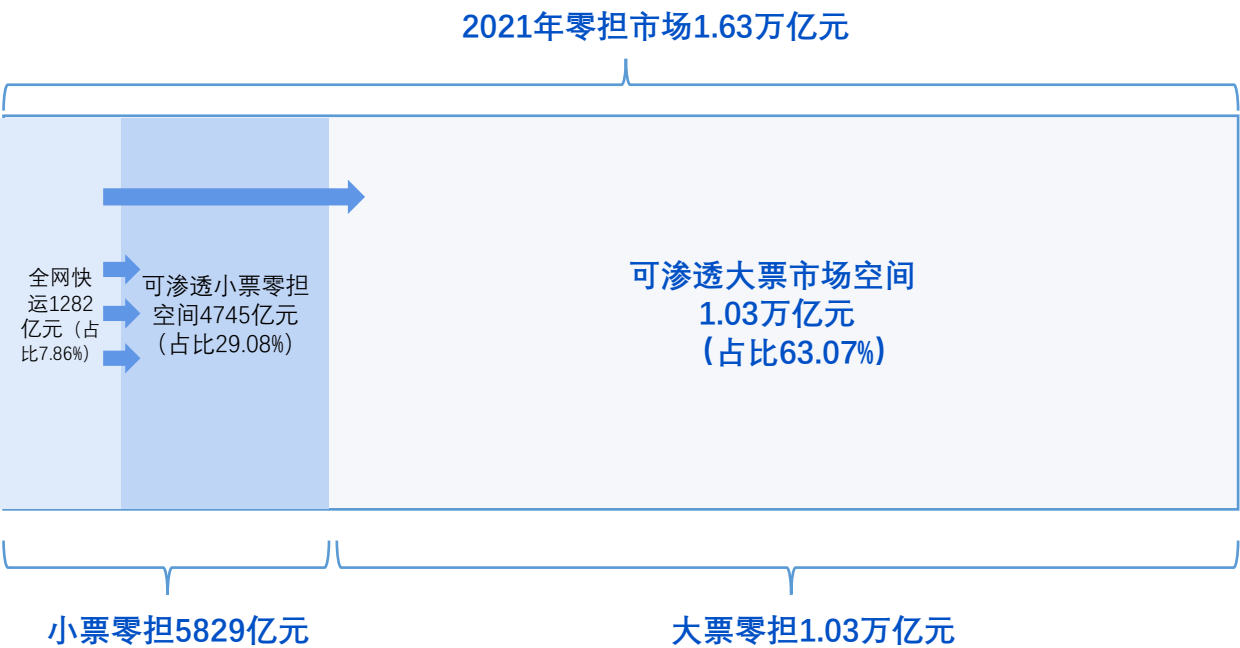 2021年零担市场1.63万亿元
全网快
运1282
亿元（占
比7.86%）
可渗透小票零担
空间4745亿元
（占比29.08%）
可渗透大票市场空间
1.03万亿元
（占比63.07%）
小票零担5829亿元
大票零担1.03万亿元